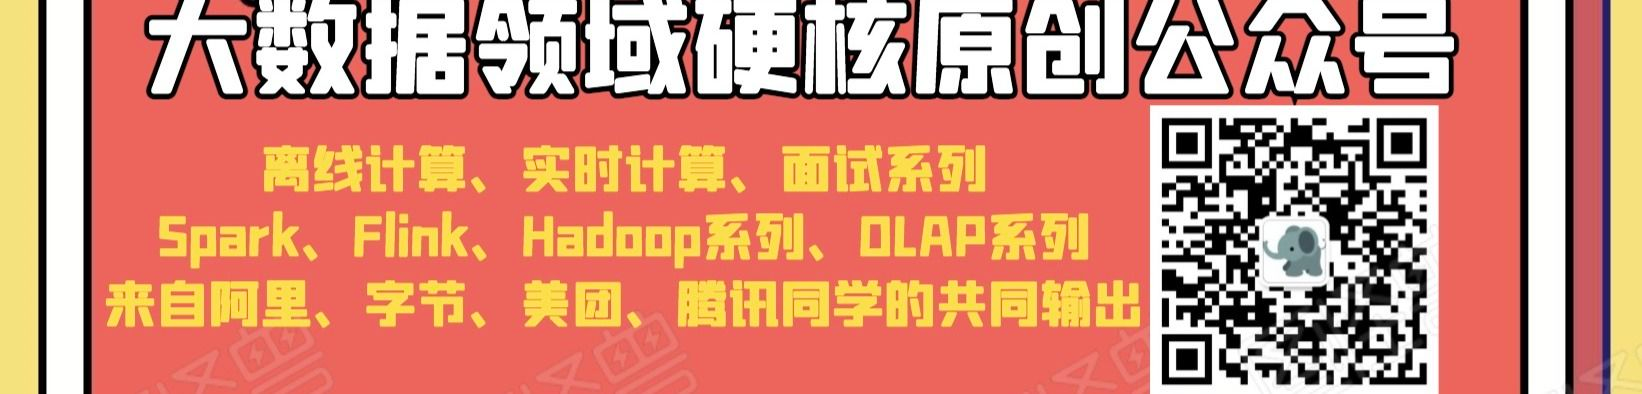 大数据领域硬核原创公众号
离线计算、实时计算、面试系列
Spark、Flink、Hadoop系列、OLAP系列
来自阿里、字节、美团、腾讯同学的共同输出